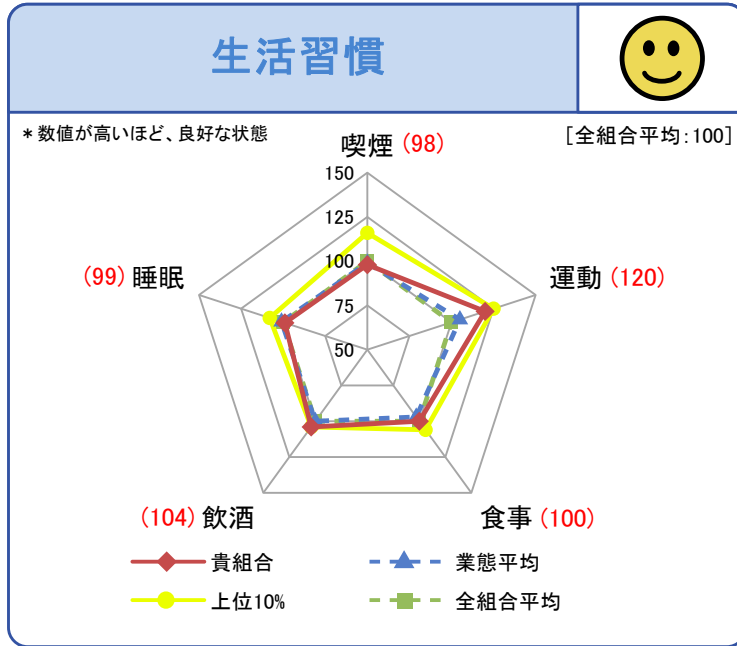 生活習慣
*数値が高いほど、良好な状態
[全組合平均:100]
喫煙 (98)
150
125
100
75
50
(99) 睡眠
運動 (120)
(104) 飲酒
食事 (100)
貴組合
業態平均
上位10%
全組合平均